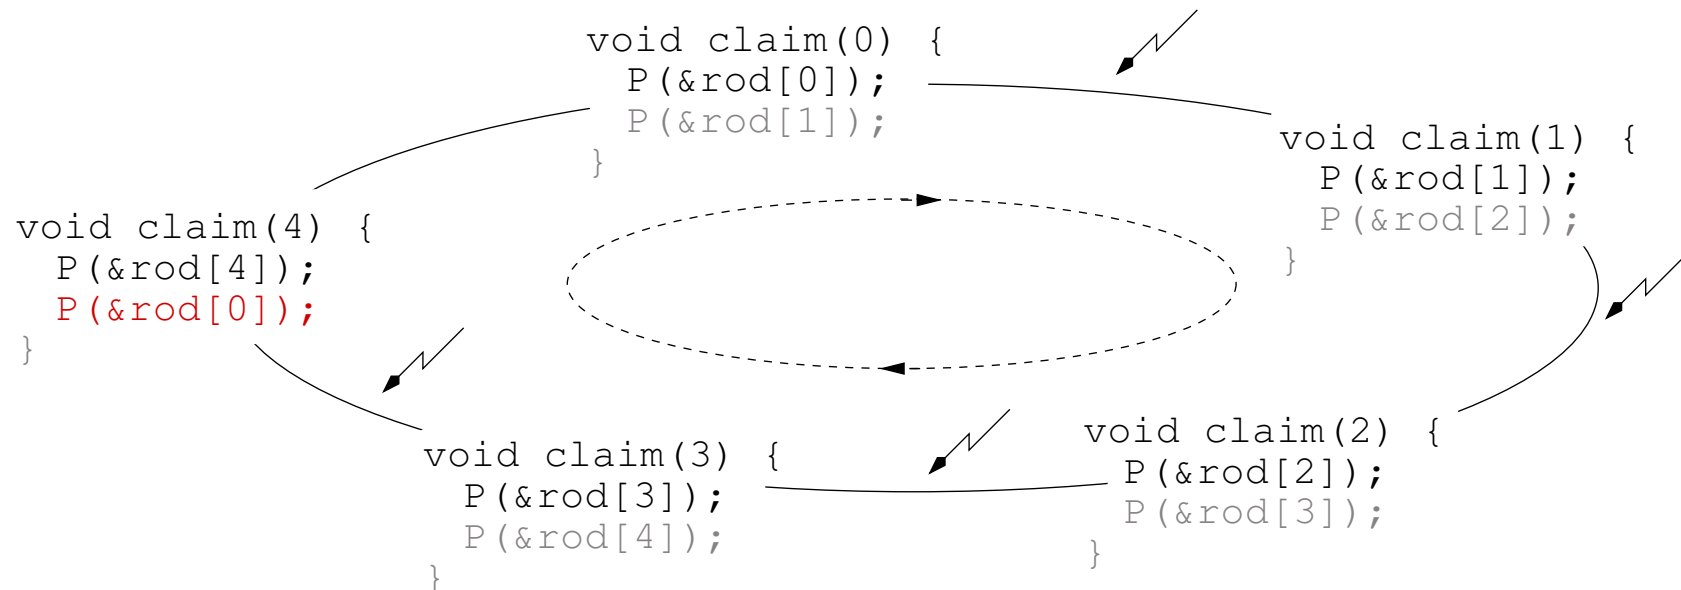 void claim(0) {
  P(&rod[0]);
  P(&rod[1]);
}
void claim(1) {
  P(&rod[1]);
  P(&rod[2]);
}
void claim(4) {
  P(&rod[4]);
  P(&rod[0]);
}
void claim(2) {
  P(&rod[2]);
  P(&rod[3]);
}
void claim(3) {
  P(&rod[3]);
  P(&rod[4]);
}